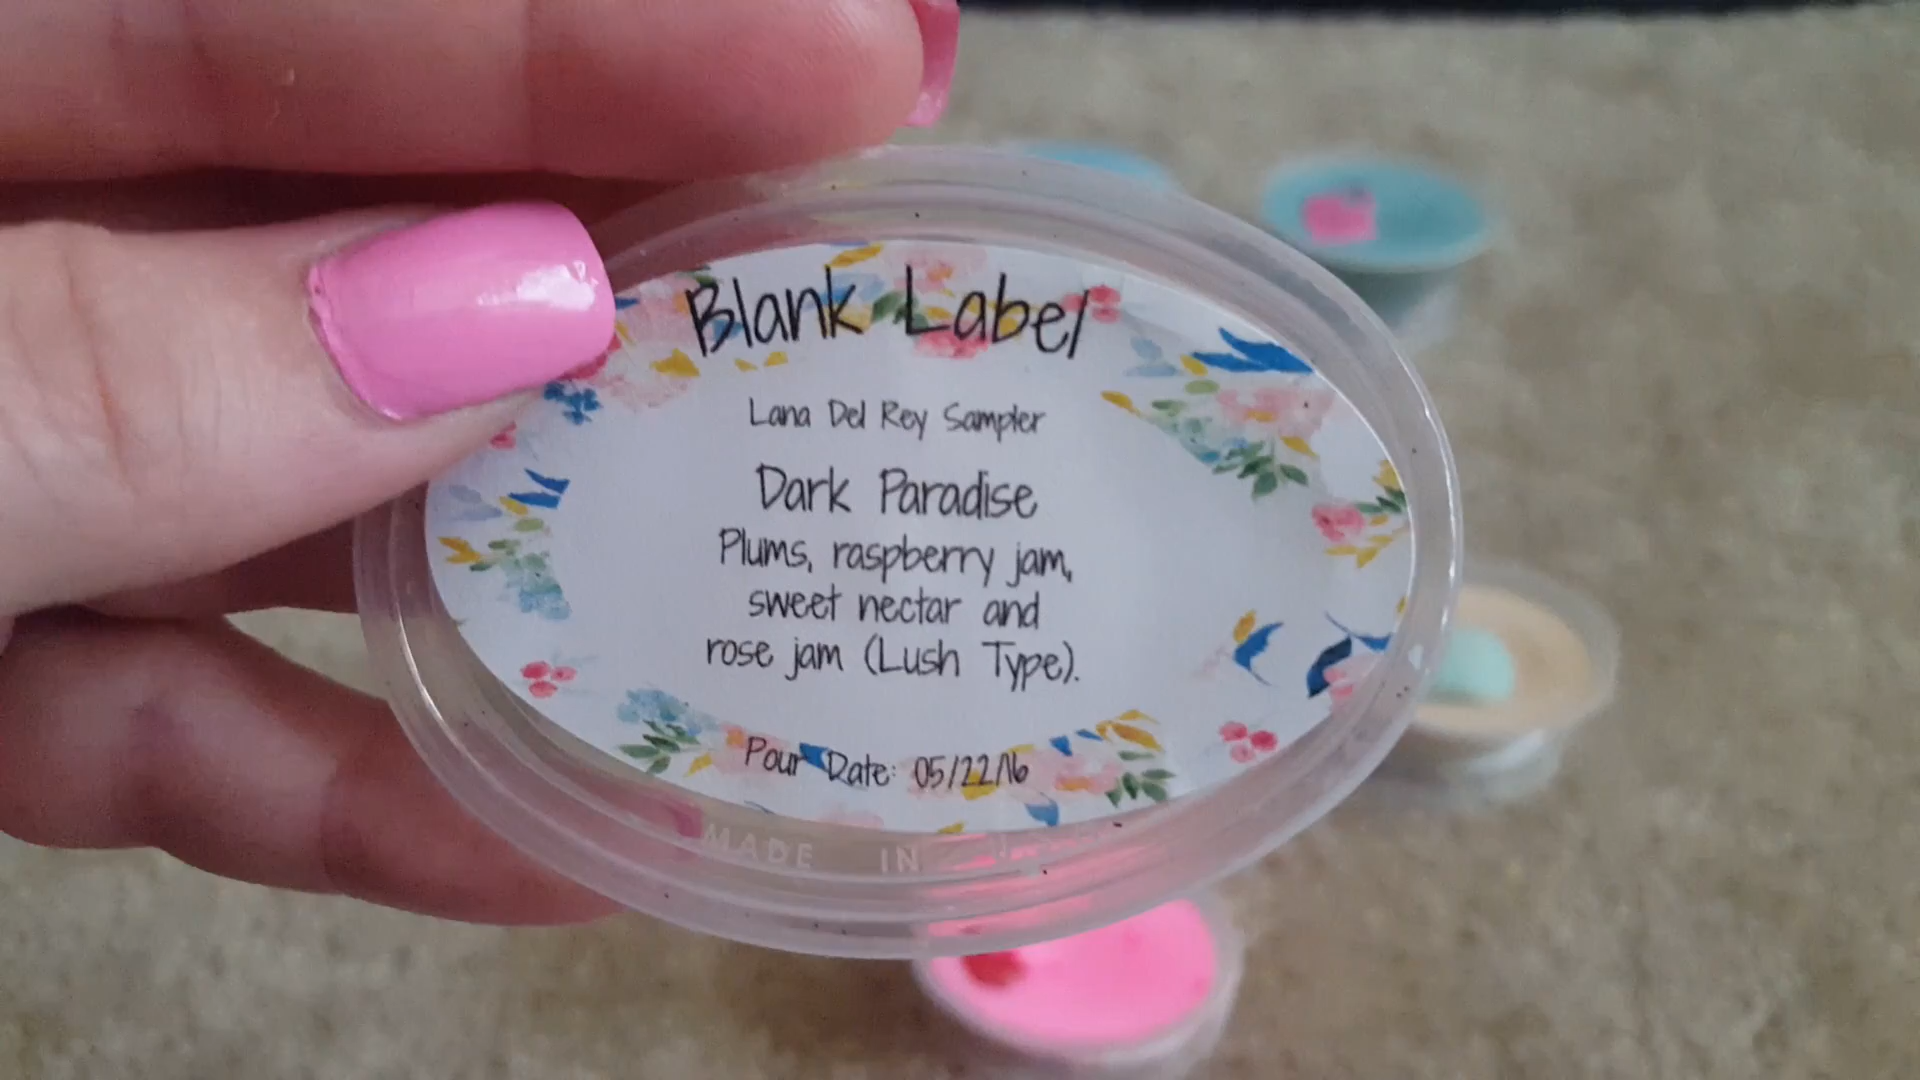 Blank Label
Lana Del Rey Sampler
Dark Paradise
Plums, raspberry jam,
sweet nectar and
rose jam (Lush Type).
Pour Date: 05/22/16
MADE IN